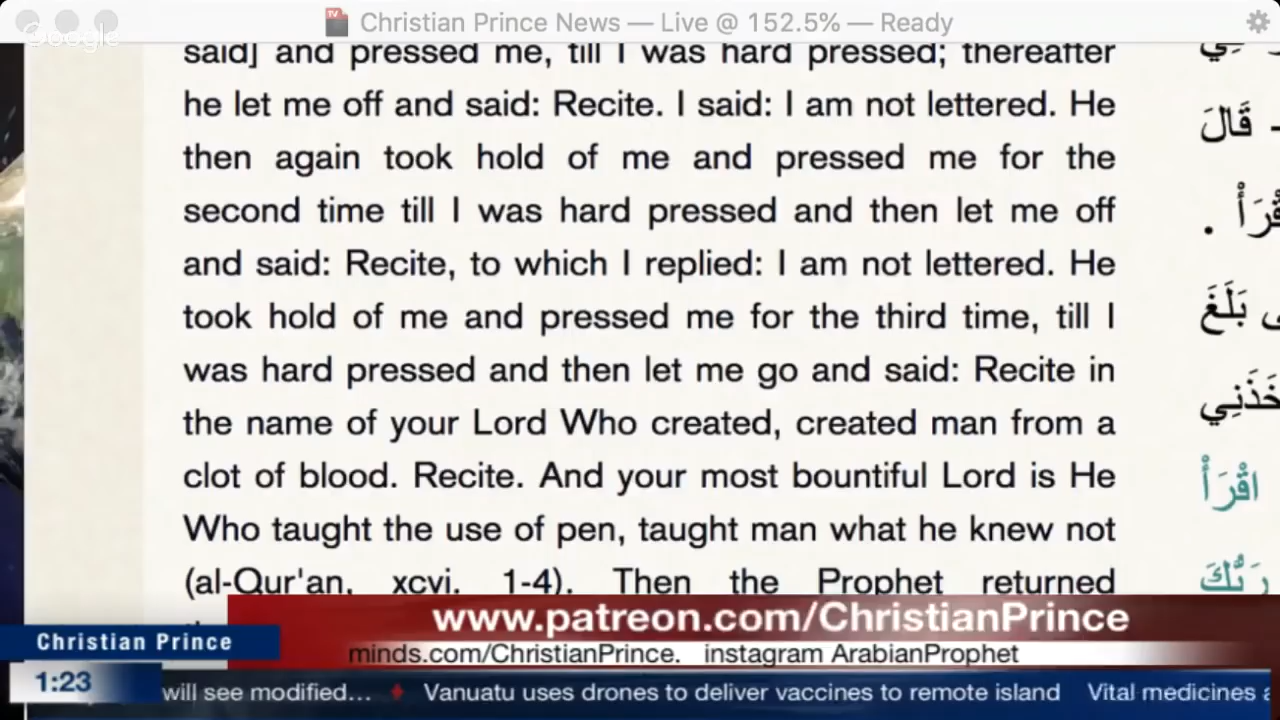 Christian Prince News — Live @ 152.5% — Ready
Google
said] and pressed me, till I was hard pressed; thereafter
he let me off and said: Recite. I said: I am not lettered. He
then again took hold of me and pressed me for the
second time till I was hard pressed and then let me off
and said: Recite, to which I replied: I am not lettered. He
took hold of me and pressed me for the third time, till I
was hard pressed and then let me go and said: Recite in
the name of your Lord Who created, created man from a
clot of blood. Recite. And your most bountiful Lord is He
Who taught the use of pen, taught man what he knew not
(al-Qur'an, xcvi. 1-4). Then the Prophet returned
قَالَ -
بَلَغَ
اقْرَأْ
رَبُّكَ
www.patreon.com/ChristianPrince
Christian Prince
minds.com/ChristianPrince. instagram ArabianProphet
1:23
will see modified... ♦ Vanuatu uses drones to deliver vaccines to remote island Vital medicines